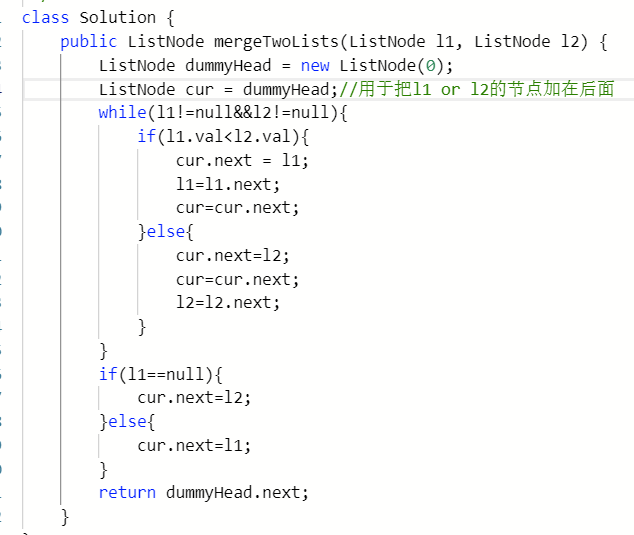 class Solution {
    public ListNode mergeTwoLists(ListNode l1, ListNode l2) {
        ListNode dummyHead = new ListNode(0);
        ListNode cur = dummyHead;//用于把l1 or l2的节点加在后面
        while(l1!=null&&l2!=null){
            if(l1.val<l2.val){
                cur.next = l1;
                l1=l1.next;
                cur=cur.next;
            }else{
                cur.next=l2;
                cur=cur.next;
                l2=l2.next;
            }
        }
        if(l1==null){
            cur.next=l2;
        }else{
            cur.next=l1;
        }
        return dummyHead.next;
    }